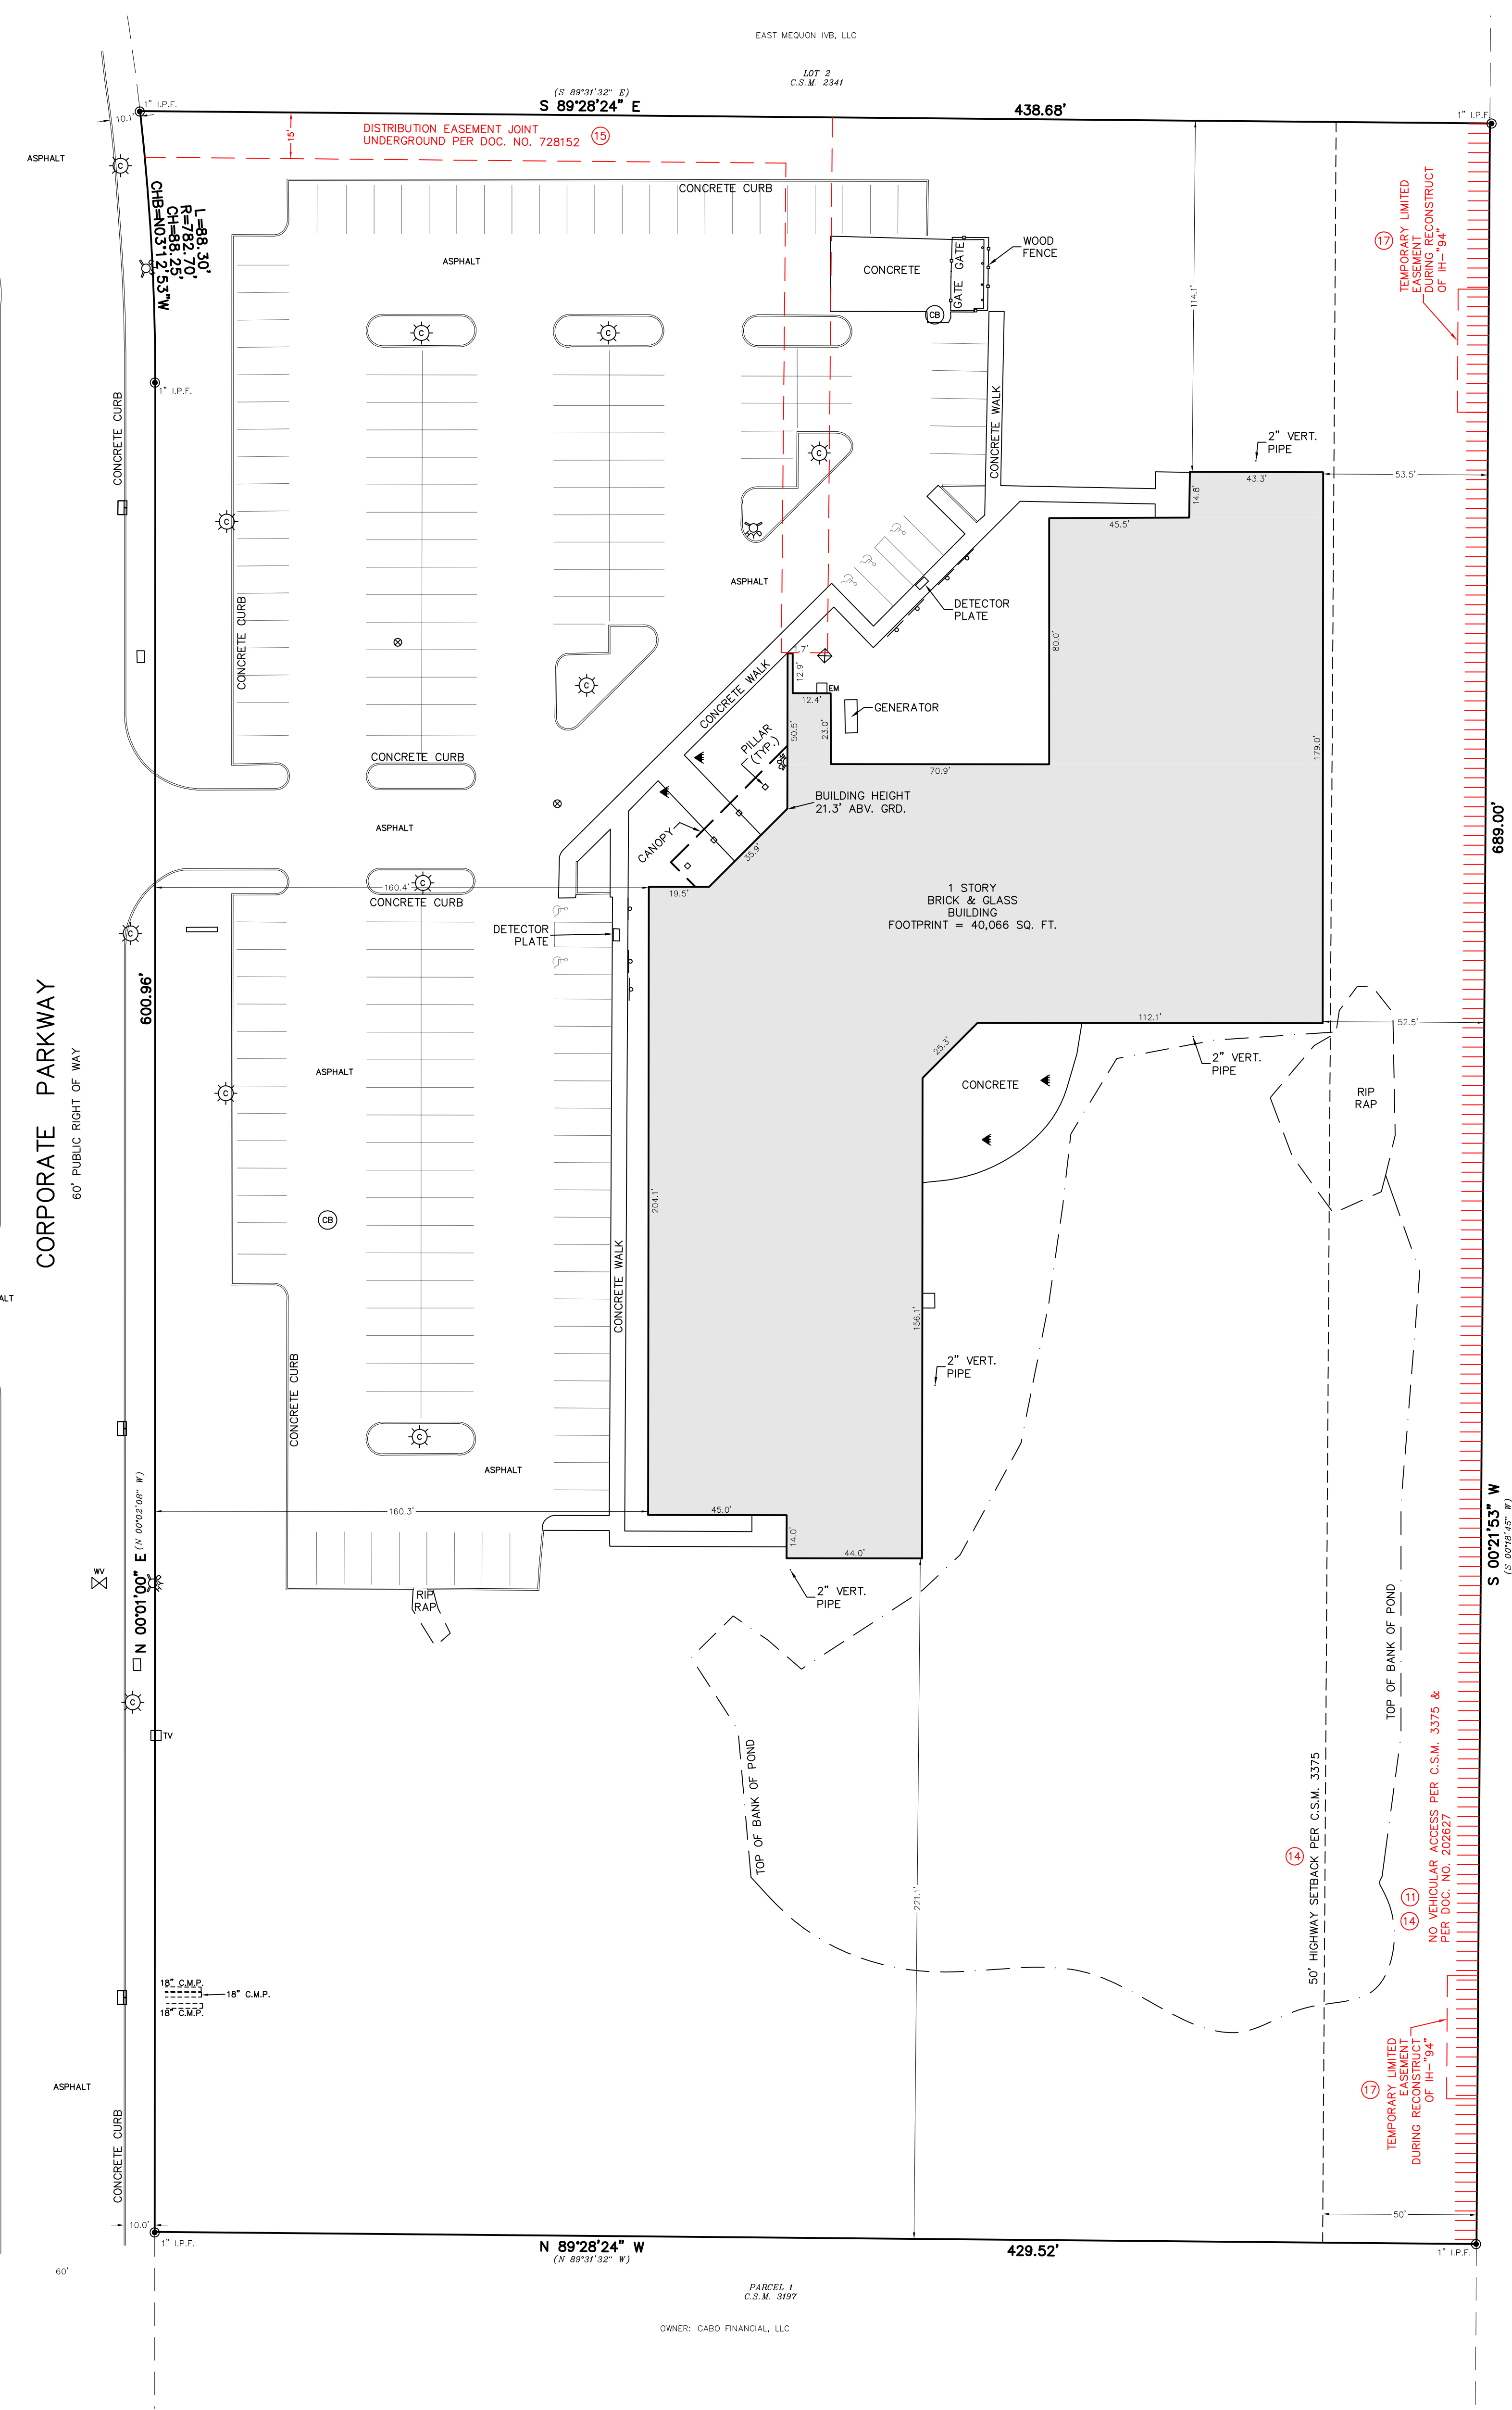 EAST MEQUON IVB, LLC
LOT 2
C.S.M. 2341
(S 89°31'32" E)
S 89°28'24" E
438.68'
1" I.P.F.
1" I.P.F.
10.1'
15'
DISTRIBUTION EASEMENT JOINT
UNDERGROUND PER DOC. NO. 728152
15
ASPHALT
CONCRETE CURB
L=88.30'
R=782.70'
CH=88.25'
CHB=N03°12'53"W
ASPHALT
CONCRETE
GATE GATE
WOOD
FENCE
CB
114.1'
17
TEMPORARY LIMITED
EASEMENT
DURING RECONSTRUCT
OF IH-"94"
C
C
C
1" I.P.F.
CONCRETE CURB
CONCRETE WALK
C
2" VERT.
PIPE
43.3'
53.5'
14.8'
45.5'
C
HYD
ASPHALT
CONCRETE CURB
DETECTOR
PLATE
80.0'
1.7'
12.9'
EM
12.4'
GENERATOR
C
CONCRETE WALK
50.5'
23.0'
PILLAR
(TYP.)
CONCRETE CURB
70.9'
179.0'
BUILDING HEIGHT
21.3' ABV. GRD.
689.00'
ASPHALT
CANOPY
35.9'
160.4'
C
19.5'
CONCRETE CURB
1 STORY
BRICK & GLASS
BUILDING
FOOTPRINT = 40,066 SQ. FT.
DETECTOR
PLATE
C
600.96'
CORPORATE PARKWAY
60' PUBLIC RIGHT OF WAY
112.1'
52.5'
25.3'
2" VERT.
PIPE
ASPHALT
C
CONCRETE
RIP
RAP
204.1'
CB
CONCRETE WALK
ALT
156.1'
2" VERT.
PIPE
CONCRETE CURB
C
ASPHALT
160.3'
45.0'
14.0'
44.0'
N 00°01'00" E
(N 00°02'08" W)
S 00°21'53" W
(S 00°18'45" W)
WV
RIP
RAP
2" VERT.
PIPE
TOP OF BANK OF POND
C
TV
TOP OF BANK OF POND
50' HIGHWAY SETBACK PER C.S.M. 3375
14
11
14
NO VEHICULAR ACCESS PER C.S.M. 3375 &
PER DOC. NO. 202627
221.1'
18" C.M.P.
18" C.M.P.
18" C.M.P.
17
TEMPORARY LIMITED
EASEMENT
DURING RECONSTRUCT
OF IH-"94"
ASPHALT
CONCRETE CURB
10.0'
50'
1" I.P.F.
N 89°28'24" W
(N 89°31'32" W)
429.52'
1" I.P.F.
60'
PARCEL 1
C.S.M. 3197
OWNER: GABO FINANCIAL, LLC